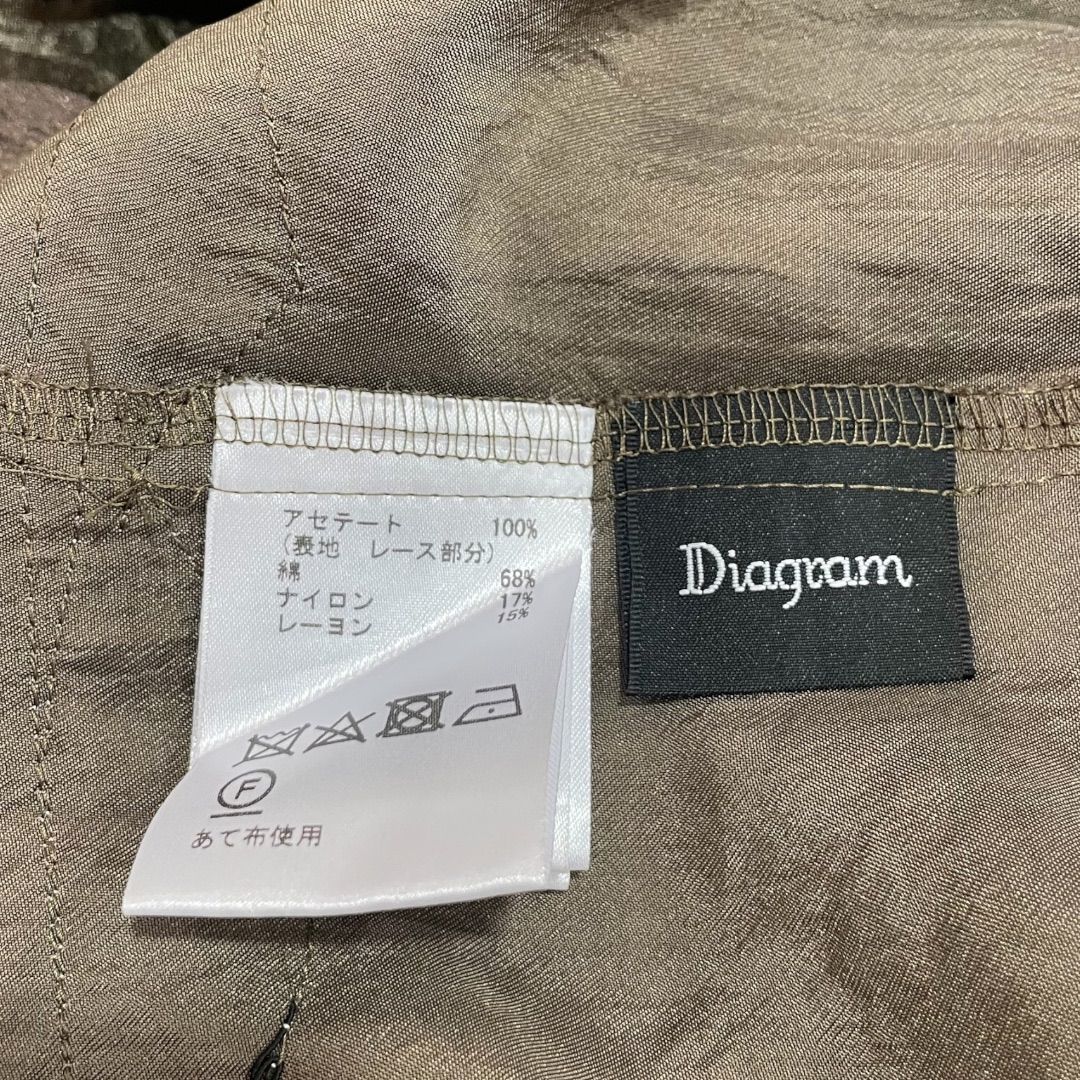 アセテート 100%
(表地 レース部分)
綿 68%
ナイロン 17%
レーヨン 15%
F
あて布使用
Diagram